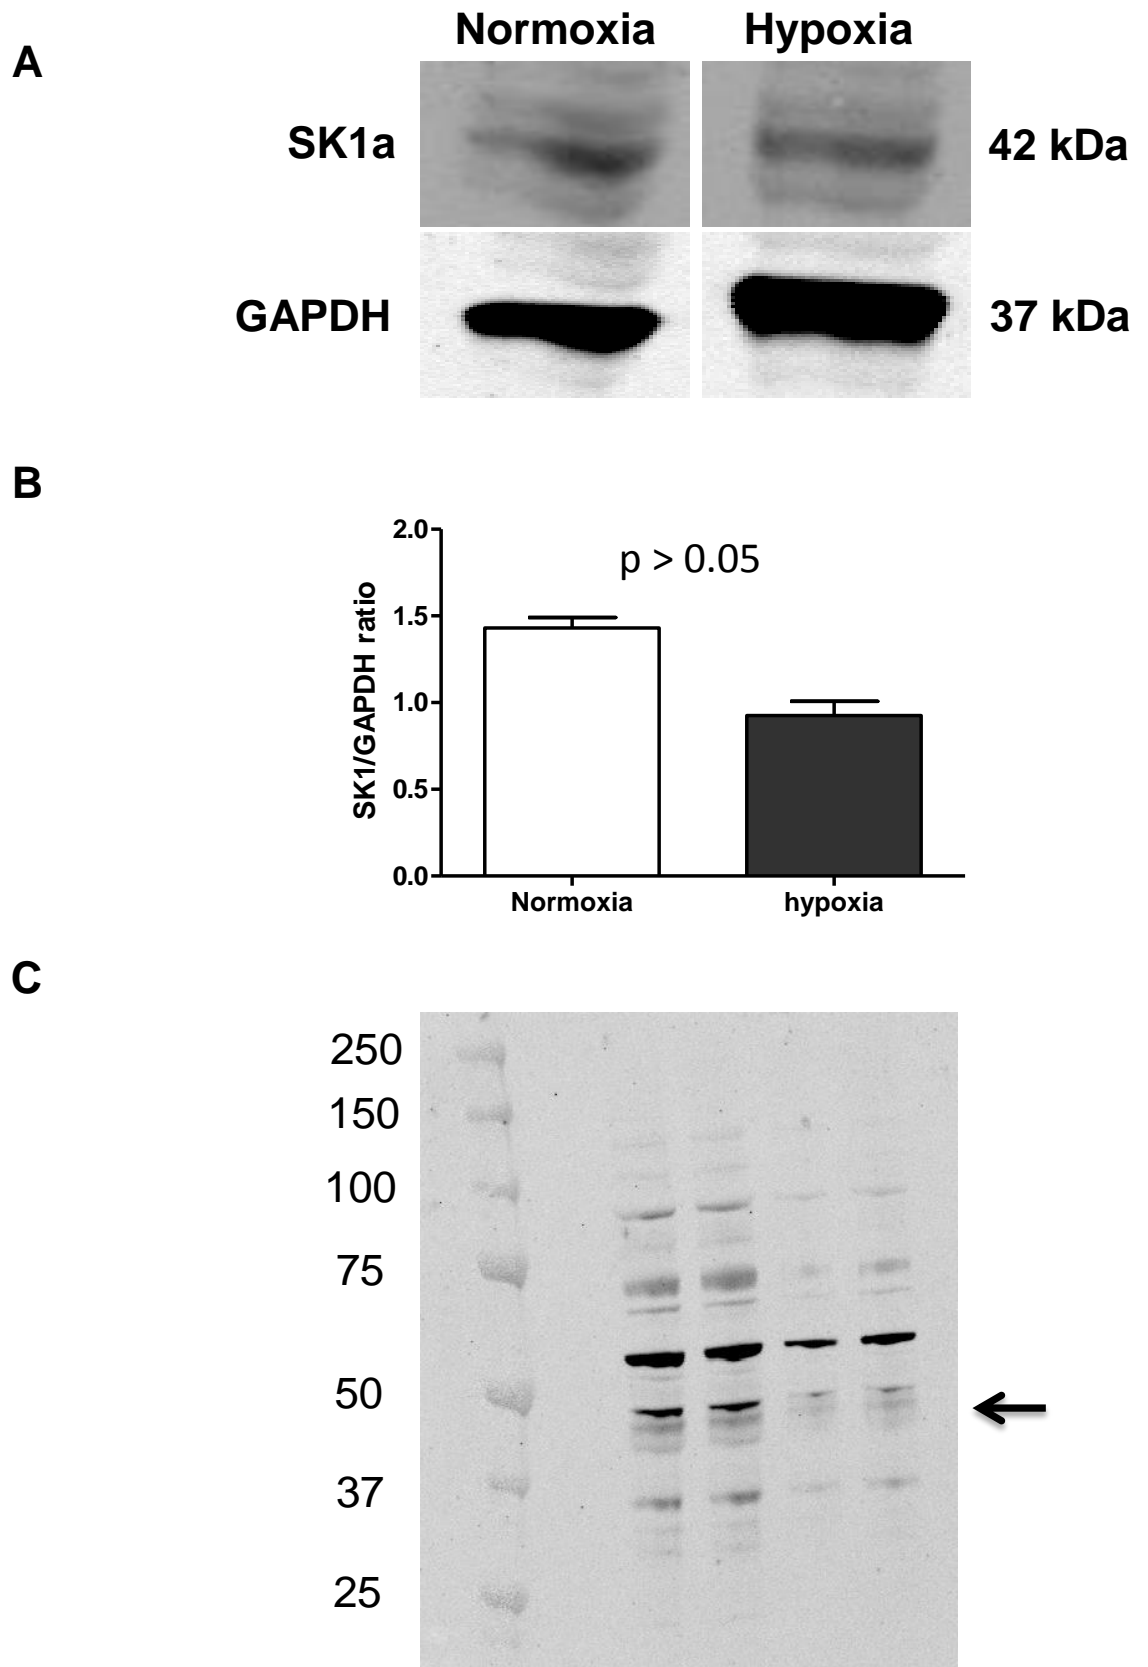 A
Normoxia Hypoxia
SK1a 42 kDa
GAPDH 37 kDa
B
2.0
p > 0.05
1.5
1.0
0.5
0.0
SK1/GAPDH ratio
Normoxia hypoxia
C
250
150
100
75
50
37
25